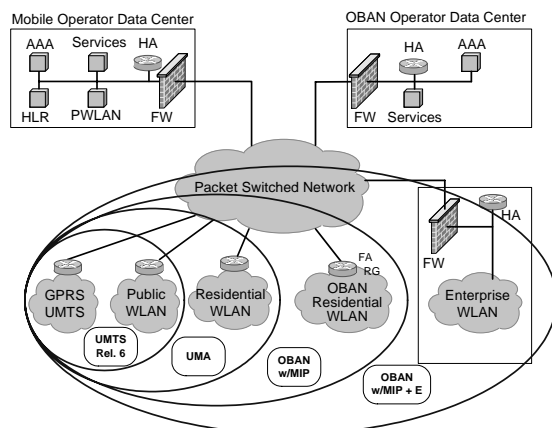 Mobile Operator Data Center
OBAN Operator Data Center
AAA
Services
HA
HLR
PWLAN
FW
HA
AAA
FW
Services
Packet Switched Network
HA
FW
FA
RG
GPRS
UMTS
Public
WLAN
Residential
WLAN
OBAN
Residential
WLAN
Enterprise
WLAN
UMTS
Rel. 6
UMA
OBAN
w/MIP
OBAN
w/MIP + E